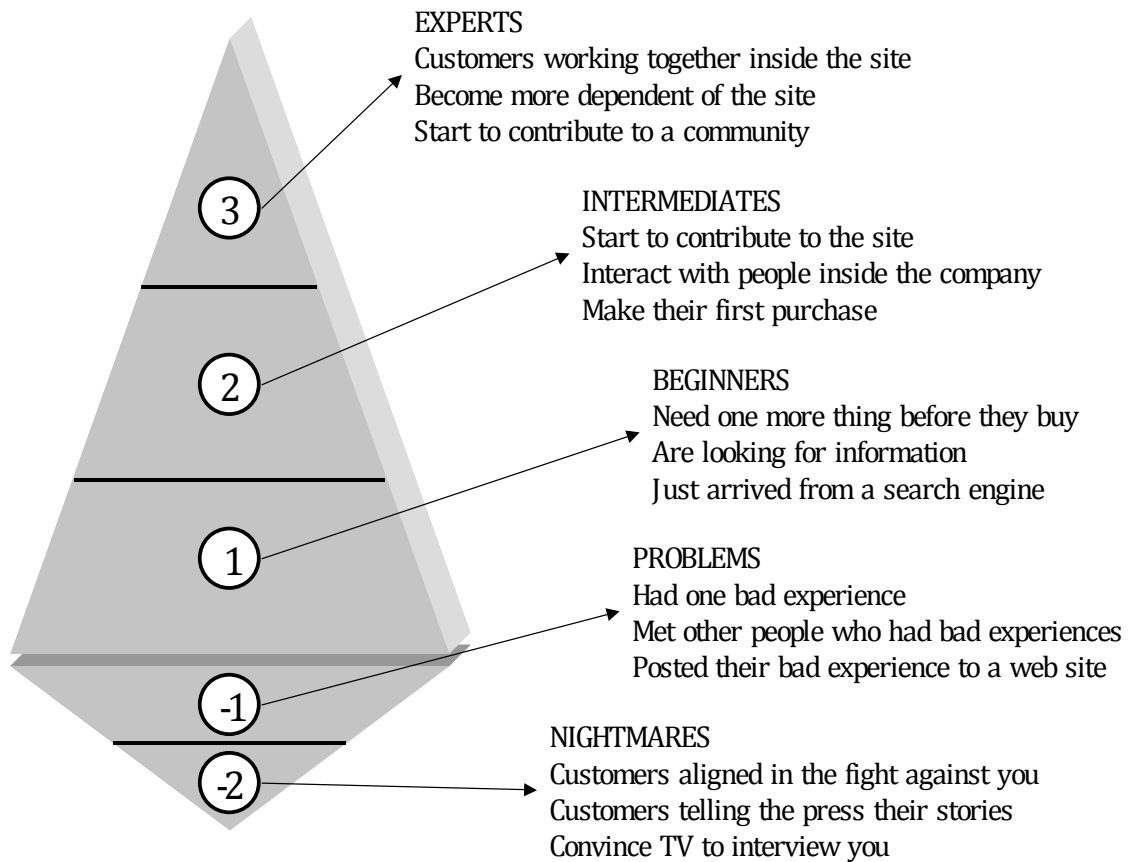 EXPERTS
Customers working together inside the site
Become more dependent of the site
Start to contribute to a community
3
INTERMEDIATES
Start to contribute to the site
Interact with people inside the company
Make their first purchase
2
BEGINNERS
Need one more thing before they buy
Are looking for information
Just arrived from a search engine
1
PROBLEMS
Had one bad experience
Met other people who had bad experiences
Posted their bad experience to a web site
-1
NIGHTMARES
Customers aligned in the fight against you
Customers telling the press their stories
Convince TV to interview you
-2